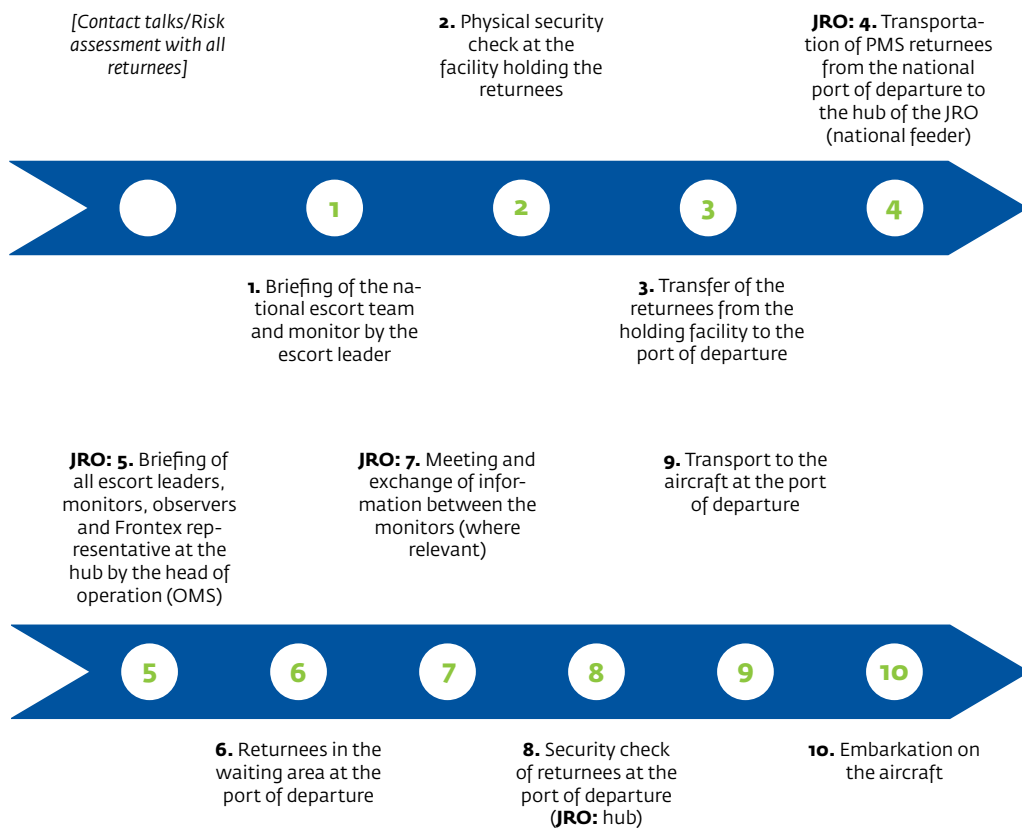 [Contact talks/Risk
assessment with all
returnees]
2. Physical security
check at the
facility holding the
returnees
JRO: 4. Transporta-
tion of PMS returnees
from the national
port of departure to
the hub of the JRO
(national feeder)
1
2
3
4
1. Briefing of the na-
tional escort team
and monitor by the
escort leader
3. Transfer of the
returnees from the
holding facility to the
port of departure
JRO: 5. Briefing of
all escort leaders,
monitors, observers
and Frontex rep-
resentative at the
hub by the head of
operation (OMS)
JRO: 7. Meeting and
exchange of infor-
mation between the
monitors (where
relevant)
9. Transport to the
aircraft at the port
of departure
5
6
7
8
9
10
6. Returnees in the
waiting area at the
port of departure
8. Security check
of returnees at the
port of departure
(JRO: hub)
10. Embarkation on
the aircraft